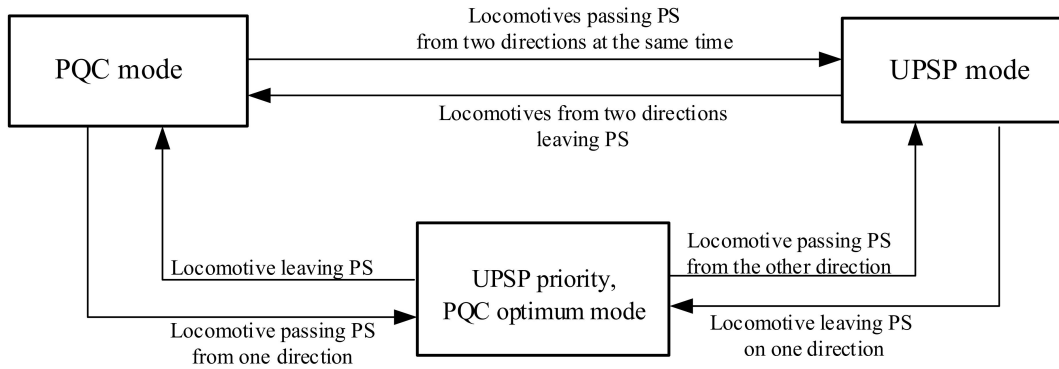 Locomotives passing PS
from two directions at the same time
PQC mode
UPSP mode
Locomotives from two directions
leaving PS
Locomotive passing PS
from the other direction
Locomotive leaving PS
UPSP priority,
PQC optimum mode
Locomotive passing PS
from one direction
Locomotive leaving PS
on one direction